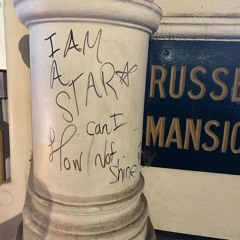 I AM
A
STAR☆
can I
How Not
Shine
RUSSE
MANSIO